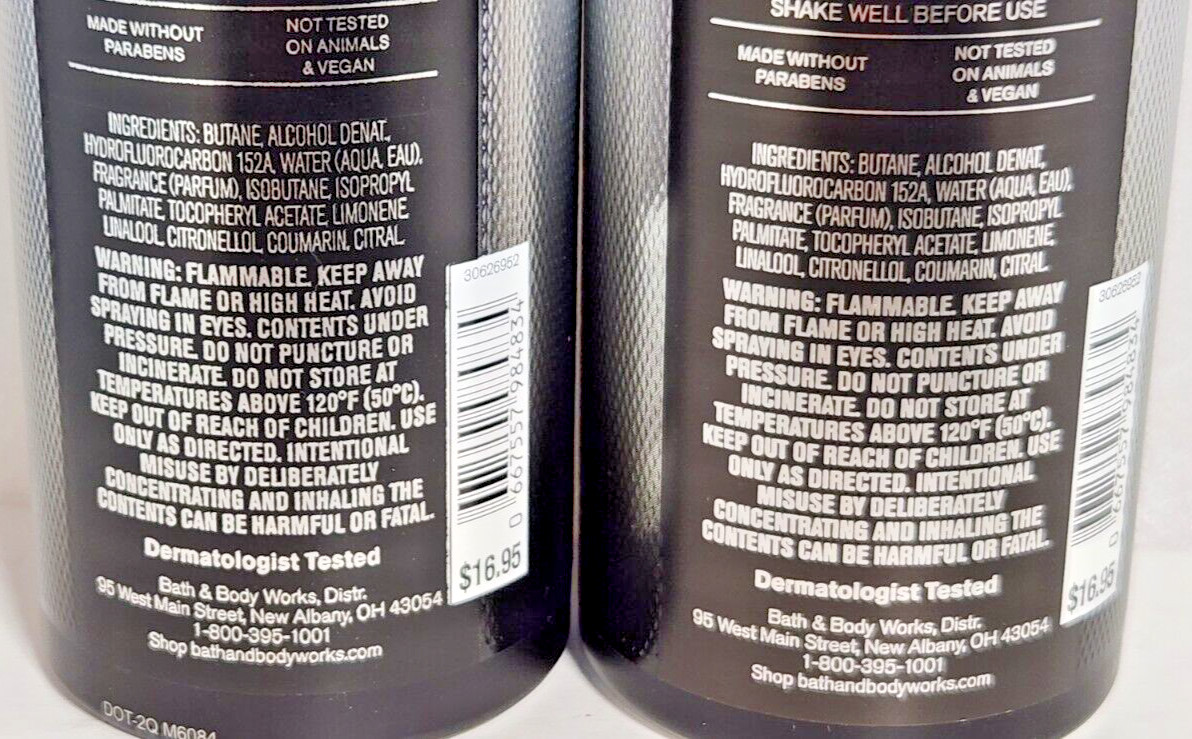 MADE WITHOUT
PARABENS
NOT TESTED
ON ANIMALS
& VEGAN
INGREDIENTS: BUTANE, ALCOHOL DENAT.,
HYDROFLUOROCARBON 152A, WATER (AQUA, EAU),
FRAGRANCE (PARFUM), ISOBUTANE, ISOPROPYL
PALMITATE, TOCOPHERYL ACETATE, LIMONENE,
LINALOOL, CITRONELLOL, COUMARIN, CITRAL.
WARNING: FLAMMABLE. KEEP AWAY
FROM FLAME OR HIGH HEAT. AVOID
SPRAYING IN EYES. CONTENTS UNDER
PRESSURE. DO NOT PUNCTURE OR
INCINERATE. DO NOT STORE AT
TEMPERATURES ABOVE 120°F (50°C).
KEEP OUT OF REACH OF CHILDREN. USE
ONLY AS DIRECTED. INTENTIONAL
MISUSE BY DELIBERATELY
CONCENTRATING AND INHALING THE
CONTENTS CAN BE HARMFUL OR FATAL.
Dermatologist Tested
Bath & Body Works, Distr.
95 West Main Street, New Albany, OH 43054
1-800-395-1001
Shop bathandbodyworks.com
DOT-2Q M6084
30626952
0 667557 984834
$16.95
SHAKE WELL BEFORE USE
MADE WITHOUT
PARABENS
NOT TESTED
ON ANIMALS
& VEGAN
INGREDIENTS: BUTANE, ALCOHOL DENAT.,
HYDROFLUOROCARBON 152A, WATER (AQUA, EAU),
FRAGRANCE (PARFUM), ISOBUTANE, ISOPROPYL
PALMITATE, TOCOPHERYL ACETATE, LIMONENE,
LINALOOL, CITRONELLOL, COUMARIN, CITRAL.
WARNING: FLAMMABLE. KEEP AWAY
FROM FLAME OR HIGH HEAT. AVOID
SPRAYING IN EYES. CONTENTS UNDER
PRESSURE. DO NOT PUNCTURE OR
INCINERATE. DO NOT STORE AT
TEMPERATURES ABOVE 120°F (50°C).
KEEP OUT OF REACH OF CHILDREN. USE
ONLY AS DIRECTED. INTENTIONAL
MISUSE BY DELIBERATELY
CONCENTRATING AND INHALING THE
CONTENTS CAN BE HARMFUL OR FATAL.
Dermatologist Tested
Bath & Body Works, Distr.
95 West Main Street, New Albany, OH 43054
1-800-395-1001
Shop bathandbodyworks.com
30626952
0 667557 984834
$16.95